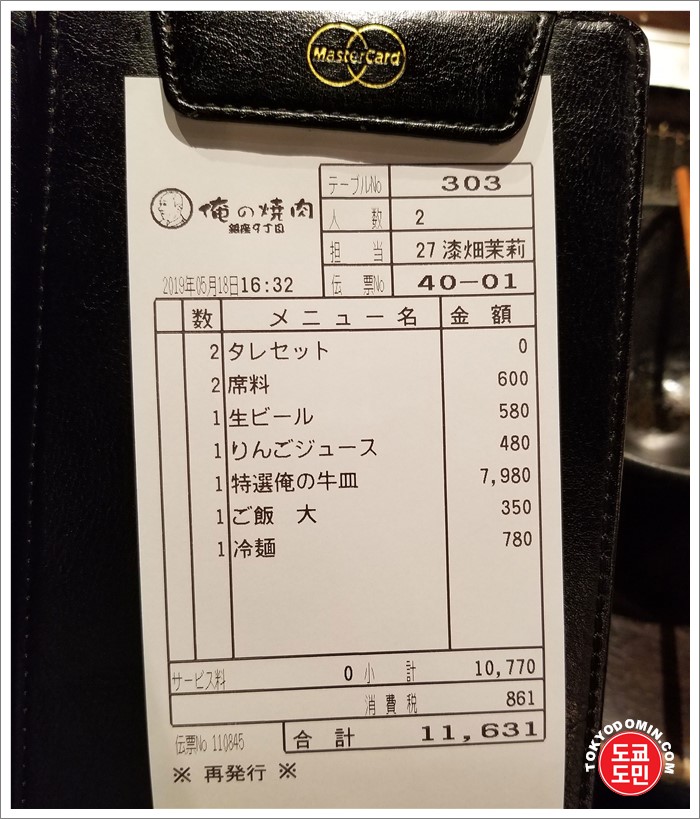 MasterCard
俺の焼肉
銀座9丁目
テーブルNo 303
人数 2
担当 27 漆畑茉莉
2019年05月18日16:32
伝票No 40-01
数 メニュー名 金額
2 タレセット 0
2 席料 600
1 生ビール 580
1 りんごジュース 480
1 特選俺の牛皿 7,980
1 ご飯 大 350
1 冷麺 780
サービス料 0 小計 10,770
消費税 861
伝票No 110845 合計 11,631
※ 再発行 ※
TOKYODOMIN.COM
도쿄
도민